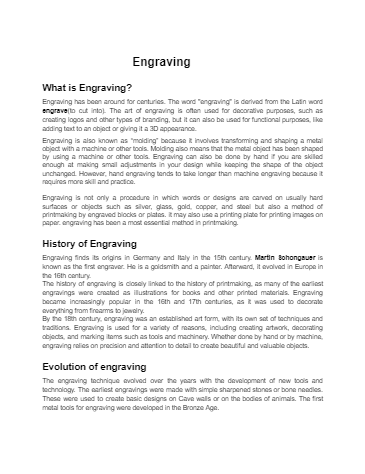 Engraving
What is Engraving?
Engraving has been around for centuries. The word "engraving" is derived from the Latin word
engrave(to cut into). The art of engraving is often used for decorative purposes, such as
creating logos and other types of branding, but it can also be used for functional purposes, like
adding text to an object or giving it a 3D appearance.
Engraving is also known as "molding" because it involves transforming and shaping a metal
object with a machine or other tools. Molding also means that the metal object has been shaped
by using a machine or other tools. Engraving can also be done by hand if you are skilled
enough at making small adjustments in your design while keeping the shape of the object
unchanged. However, hand engraving tends to take longer than machine engraving because it
requires more skill and practice.
Engraving is not only a procedure in which words or designs are carved on usually hard
surfaces or objects such as silver, glass, gold, copper, and steel but also a method of
printmaking by engraved blocks or plates. It may also use a printing plate for printing images on
paper. engraving has been a most essential method in printmaking.
History of Engraving
Engraving finds its origins in Germany and Italy in the 15th century. Martin Schongauer is
known as the first engraver. He is a goldsmith and a painter. Afterward, it evolved in Europe in
the 16th century.
The history of engraving is closely linked to the history of printmaking, as many of the earliest
engravings were created as illustrations for books and other printed materials. Engraving
became increasingly popular in the 16th and 17th centuries, as it was used to decorate
everything from firearms to jewelry.
By the 18th century, engraving was an established art form, with its own set of techniques and
traditions. Engraving is used for a variety of reasons, including creating artwork, decorating
objects, and marking items such as tools and machinery. Whether done by hand or by machine,
engraving relies on precision and attention to detail to create beautiful and valuable objects.
Evolution of engraving
The engraving technique evolved over the years with the development of new tools and
technology. The earliest engravings were made with simple sharpened stones or bone needles.
These were used to create basic designs on Cave walls or on the bodies of animals. The first
metal tools for engraving were developed in the Bronze Age.